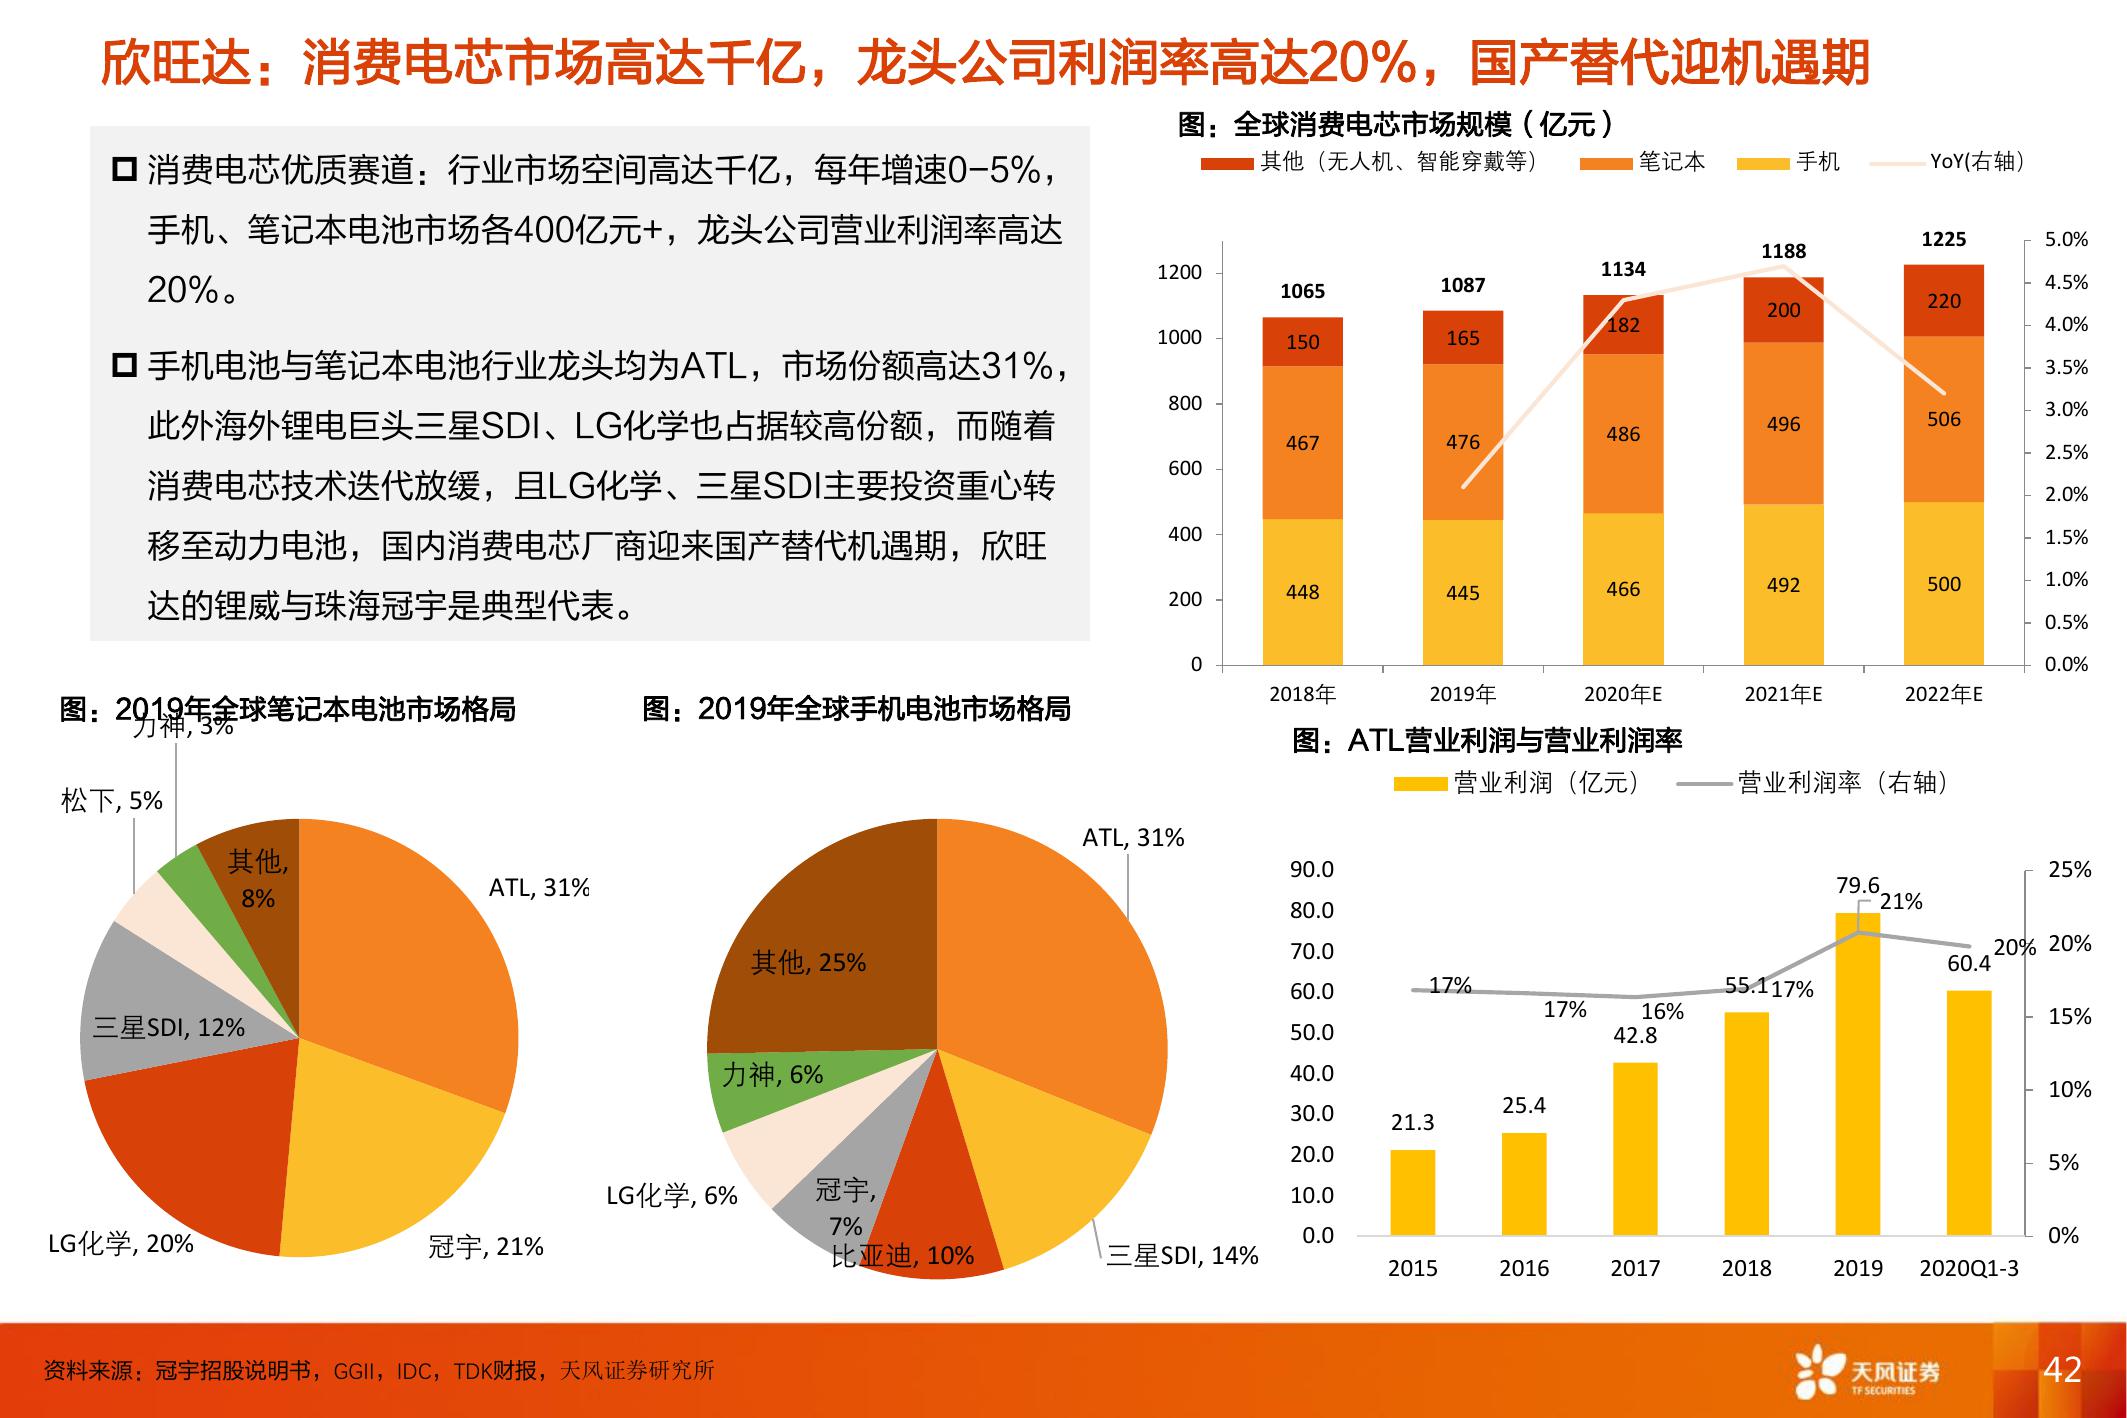 欣旺达：消费电芯市场高达千亿，龙头公司利润率高达20%，国产替代迎机遇期
消费电芯优质赛道：行业市场空间高达千亿，每年增速0-5%，
手机、笔记本电池市场各400亿元+，龙头公司营业利润率高达
20%。
手机电池与笔记本电池行业龙头均为ATL，市场份额高达31%，
此外海外锂电巨头三星SDI、LG化学也占据较高份额，而随着
消费电芯技术迭代放缓，且LG化学、三星SDI主要投资重心转
移至动力电池，国内消费电芯厂商迎来国产替代机遇期，欣旺
达的锂威与珠海冠宇是典型代表。
图：全球消费电芯市场规模（亿元）
其他（无人机、智能穿戴等） 笔记本 手机 YoY(右轴)
1200
1000
800
600
400
200
0
1065 1087 1134 1188 1225
150 165 182 200 220
467 476 486 496 506
448 445 466 492 500
5.0%
4.5%
4.0%
3.5%
3.0%
2.5%
2.0%
1.5%
1.0%
0.5%
0.0%
2018年 2019年 2020年E 2021年E 2022年E
图：2019年全球笔记本电池市场格局
力神, 3%
松下, 5%
其他,
8%
ATL, 31%
三星SDI, 12%
LG化学, 20%
冠宇, 21%
图：2019年全球手机电池市场格局
ATL, 31%
其他, 25%
力神, 6%
LG化学, 6%
冠宇,
7%
比亚迪, 10%
三星SDI, 14%
图：ATL营业利润与营业利润率
营业利润（亿元） 营业利润率（右轴）
90.0
80.0
70.0
60.0
50.0
40.0
30.0
20.0
10.0
0.0
21.3 25.4 42.8 55.1 79.6 60.4
17% 17% 16% 17% 21% 20%
25%
20%
15%
10%
5%
0%
2015 2016 2017 2018 2019 2020Q1-3
资料来源：冠宇招股说明书，GGII，IDC，TDK财报，天风证券研究所
天风证券
TF SECURITIES
42